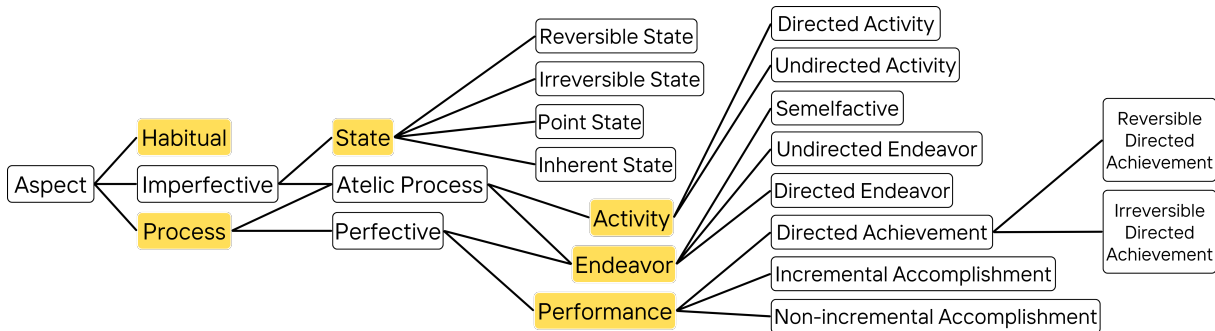 Aspect
Habitual
Imperfective
Process
State
Atelic Process
Perfective
Reversible State
Irreversible State
Point State
Inherent State
Activity
Endeavor
Performance
Directed Activity
Undirected Activity
Semelfactive
Undirected Endeavor
Directed Endeavor
Directed Achievement
Incremental Accomplishment
Non-incremental Accomplishment
Reversible
Directed
Achievement
Irreversible
Directed
Achievement